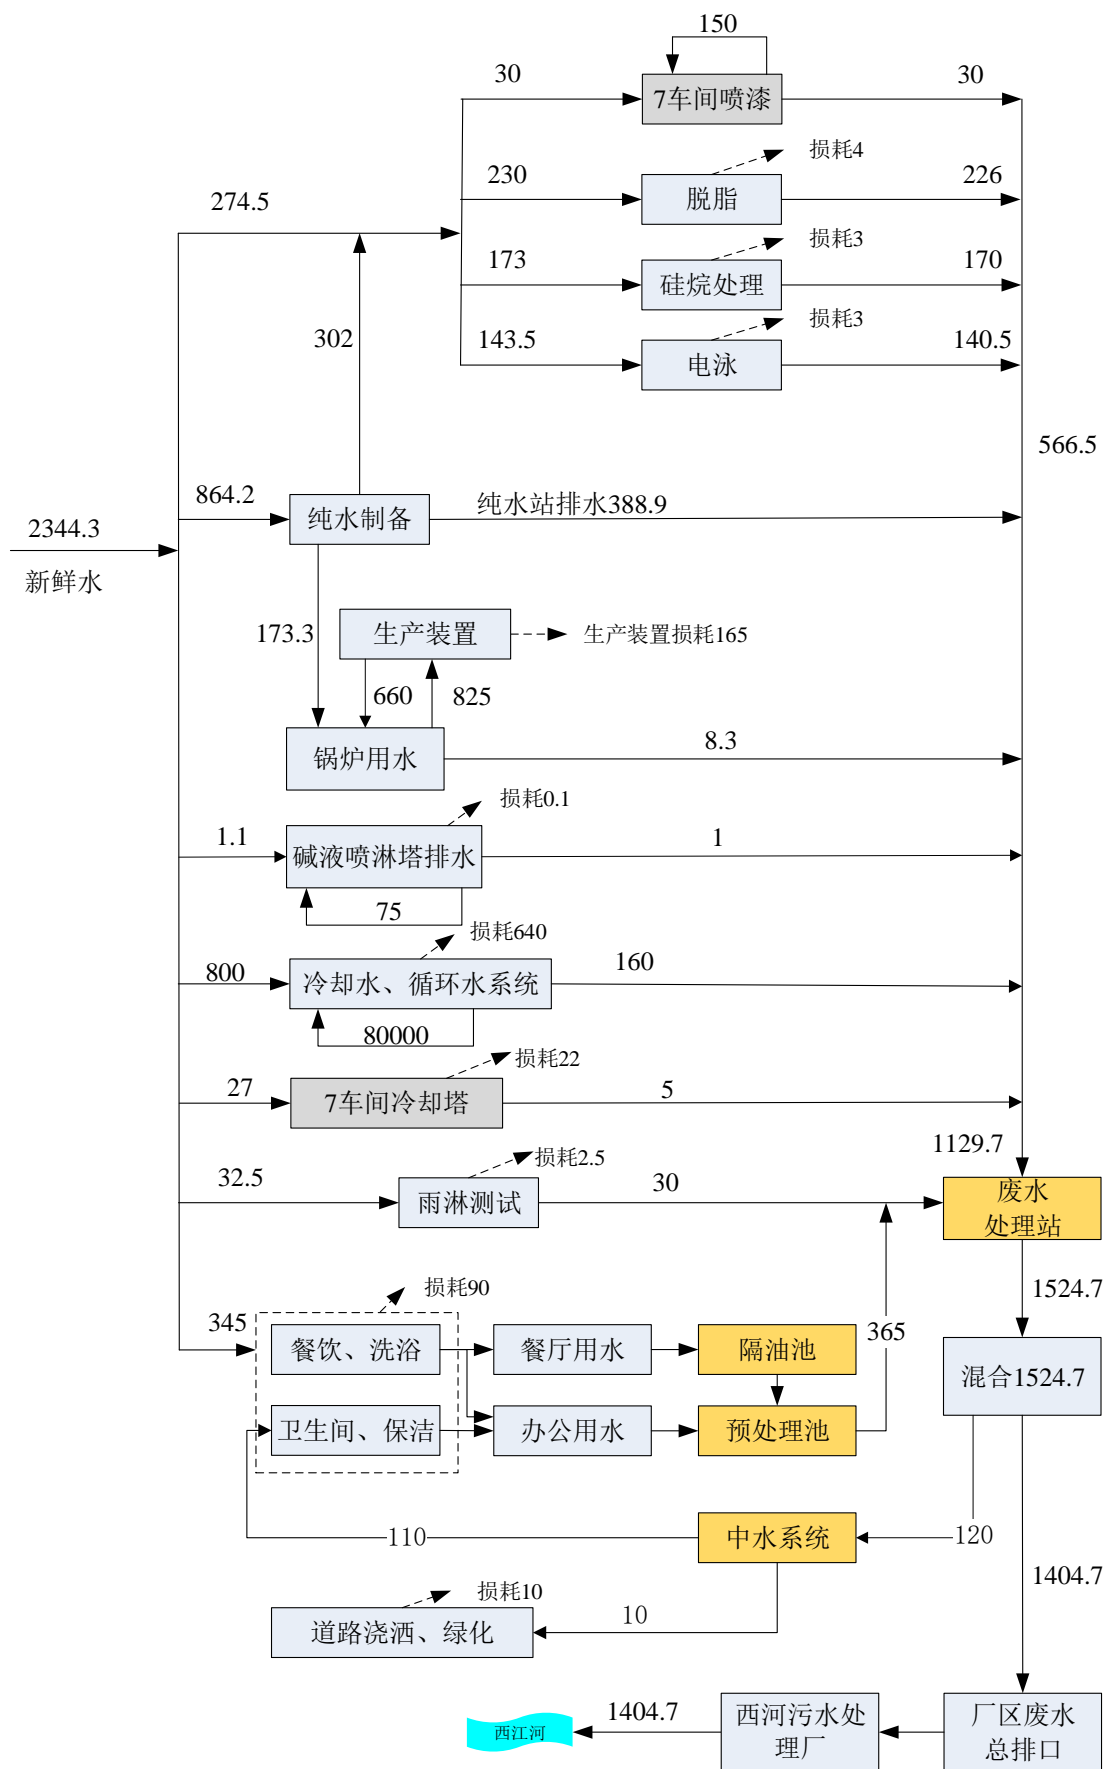 150
30
7车间喷漆
30
损耗4
230
脱脂
226
274.5
损耗3
173
硅烷处理
170
302
损耗3
143.5
电泳
140.5
566.5
864.2
纯水制备
纯水站排水388.9
2344.3
新鲜水
173.3
生产装置
生产装置损耗165
660
825
锅炉用水
8.3
损耗0.1
1.1
碱液喷淋塔排水
1
75
损耗640
800
冷却水、循环水系统
160
80000
损耗22
27
7车间冷却塔
5
1129.7
损耗2.5
32.5
雨淋测试
30
废水
处理站
损耗90
1524.7
345
餐饮、洗浴
餐厅用水
隔油池
365
混合1524.7
卫生间、保洁
办公用水
预处理池
110
中水系统
120
1404.7
损耗10
道路浇洒、绿化
10
西江河
1404.7
西河污水处
理厂
厂区废水
总排口